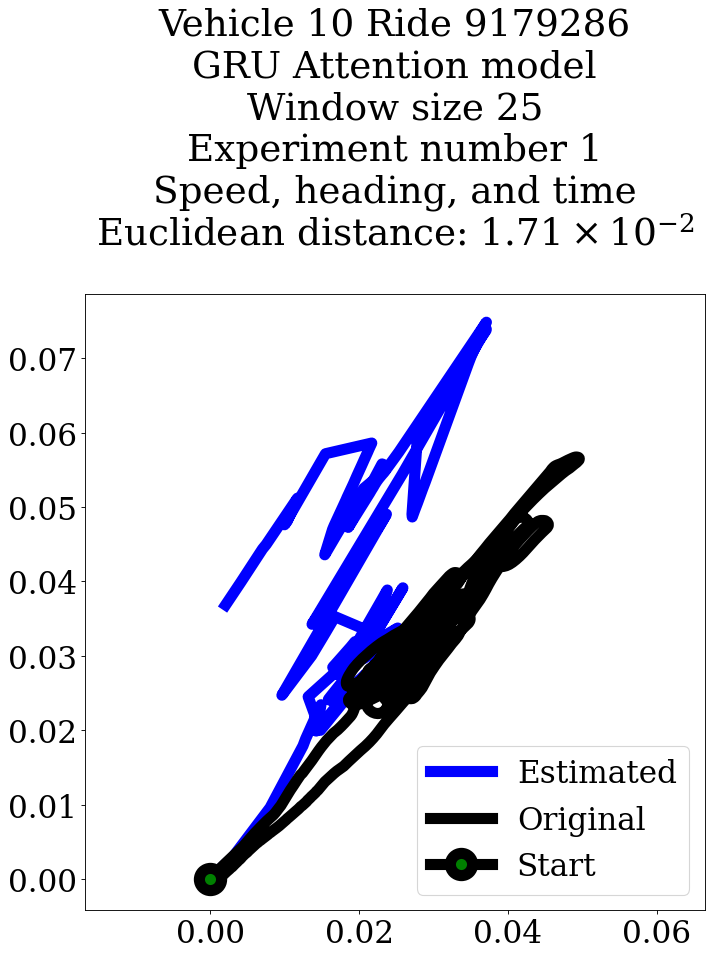 Vehicle 10 Ride 9179286
GRU Attention model
Window size 25
Experiment number 1
Speed, heading, and time
Euclidean distance: 1.71 × 10⁻²
0.07
0.06
0.05
0.04
0.03
0.02
0.01
0.00
Estimated
Original
Start
0.00 0.02 0.04 0.06